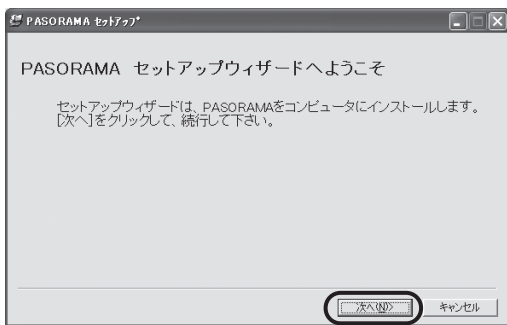 PASORAMA ｾｯﾄｱｯﾌﾟ
PASORAMA セットアップウィザードへようこそ
セットアップウィザードは、PASORAMAをコンピュータにインストールします。
[次へ]をクリックして、続行して下さい。
次へ(N)>
キャンセル